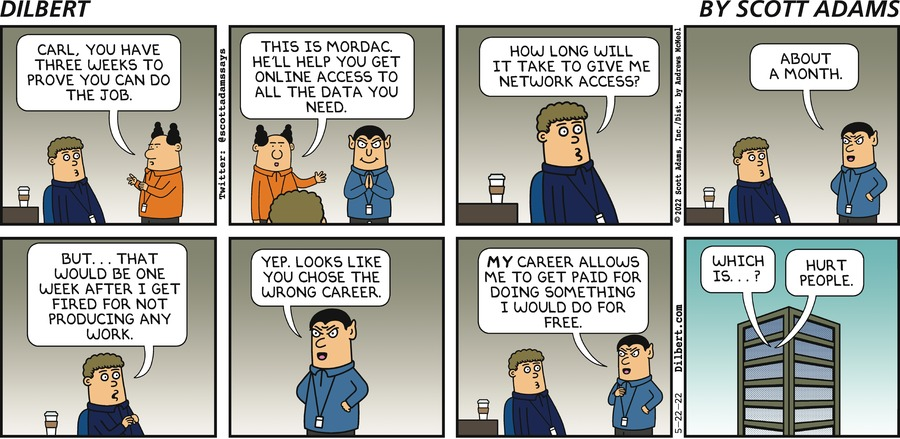 DILBERT
BY SCOTT ADAMS
CARL, YOU HAVE
THREE WEEKS TO
PROVE YOU CAN DO
THE JOB.
Twitter: @scottadamssays
THIS IS MORDAC.
HE'LL HELP YOU GET
ONLINE ACCESS TO
ALL THE DATA YOU
NEED.
HOW LONG WILL
IT TAKE TO GIVE ME
NETWORK ACCESS?
©2022 Scott Adams, Inc./Dist. by Andrews McMeel
ABOUT
A MONTH.
BUT... THAT
WOULD BE ONE
WEEK AFTER I GET
FIRED FOR NOT
PRODUCING ANY
WORK.
YEP. LOOKS LIKE
YOU CHOSE THE
WRONG CAREER.
MY CAREER ALLOWS
ME TO GET PAID FOR
DOING SOMETHING
I WOULD DO FOR
FREE.
5-22-22 Dilbert.com
WHICH
IS...?
HURT
PEOPLE.